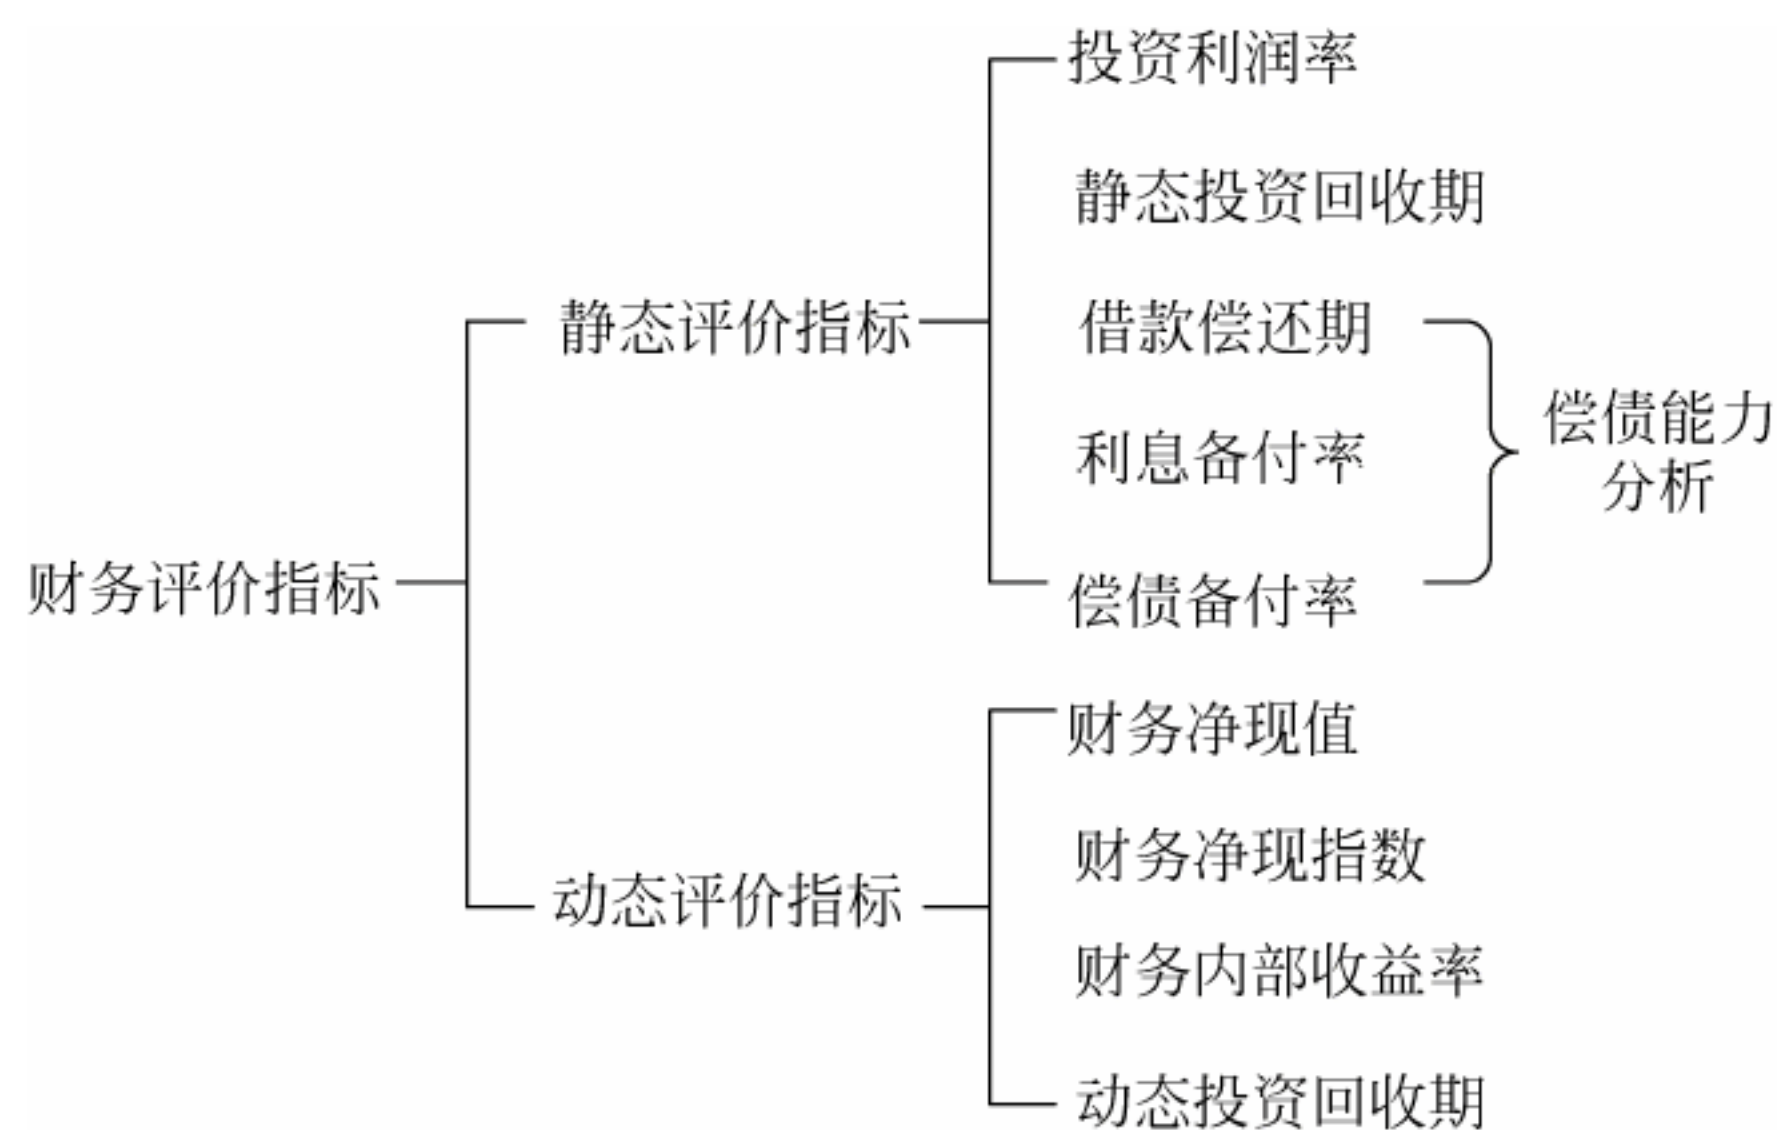 投资利润率
静态投资回收期
静态评价指标
借款偿还期
利息备付率
偿债能力
分析
财务评价指标
偿债备付率
财务净现值
财务净现指数
动态评价指标
财务内部收益率
动态投资回收期